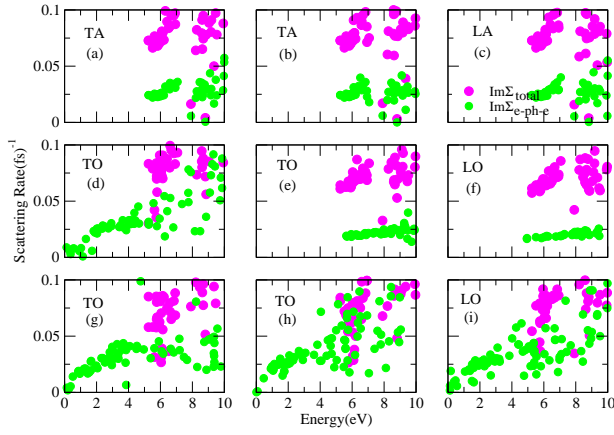 0.1
TA
(a)
TA
(b)
LA
(c)
0.05
ImΣtotal
ImΣe-ph-e
0
0.1
TO
(d)
TO
(e)
LO
(f)
0.05
0
Scattering Rate(fs)-1
0.1
TO
(g)
TO
(h)
LO
(i)
0.05
0
0 2 4 6 8 10 0 2 4 6 8 10 0 2 4 6 8 10
Energy(eV)